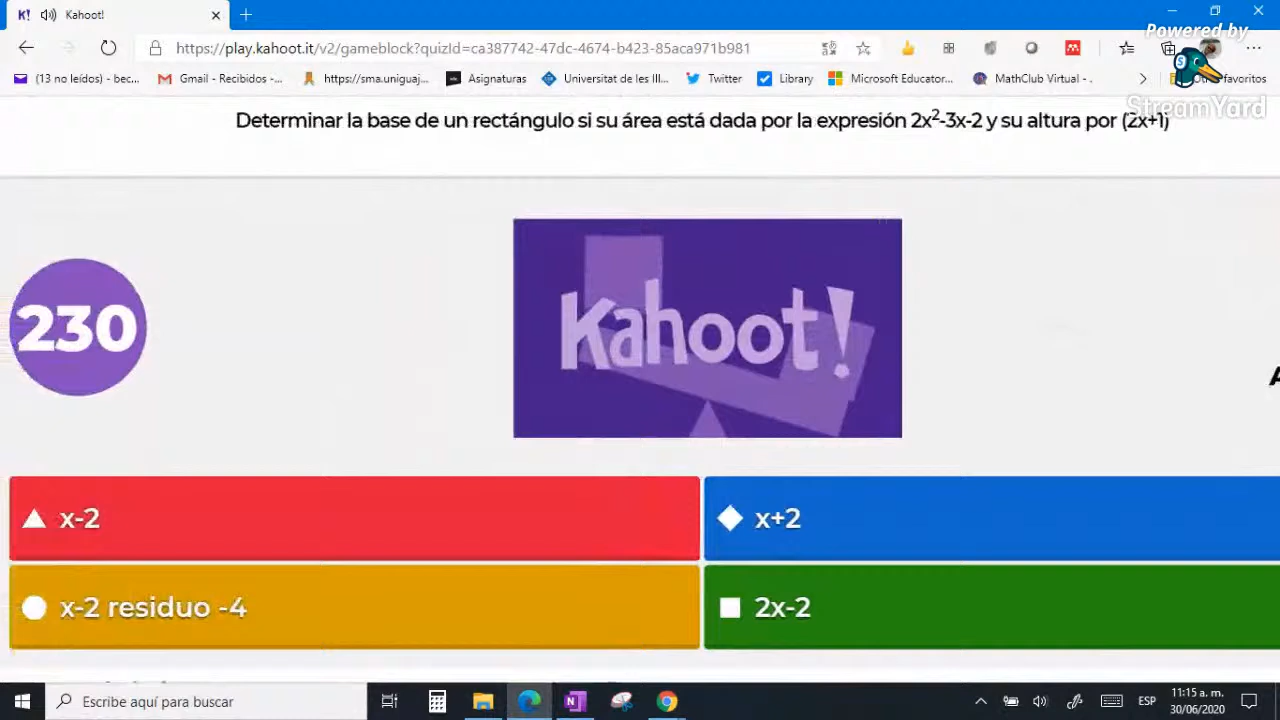 Kahoot!
Powered by
StreamYard
https://play.kahoot.it/v2/gameblock?quizId=ca387742-47dc-4674-b423-85aca971b981
(13 no leídos) - bec...
Gmail - Recibidos -...
https://sma.uniguaj...
Asignaturas
Universitat de les Ill...
Twitter
Library
Microsoft Educator...
MathClub Virtual - .
favoritos
Determinar la base de un rectángulo si su área está dada por la expresión 2x²-3x-2 y su altura por (2x+1)
230
Kahoot!
x-2
x+2
x-2 residuo -4
2x-2
Escribe aquí para buscar
ESP
11:15 a. m.
30/06/2020